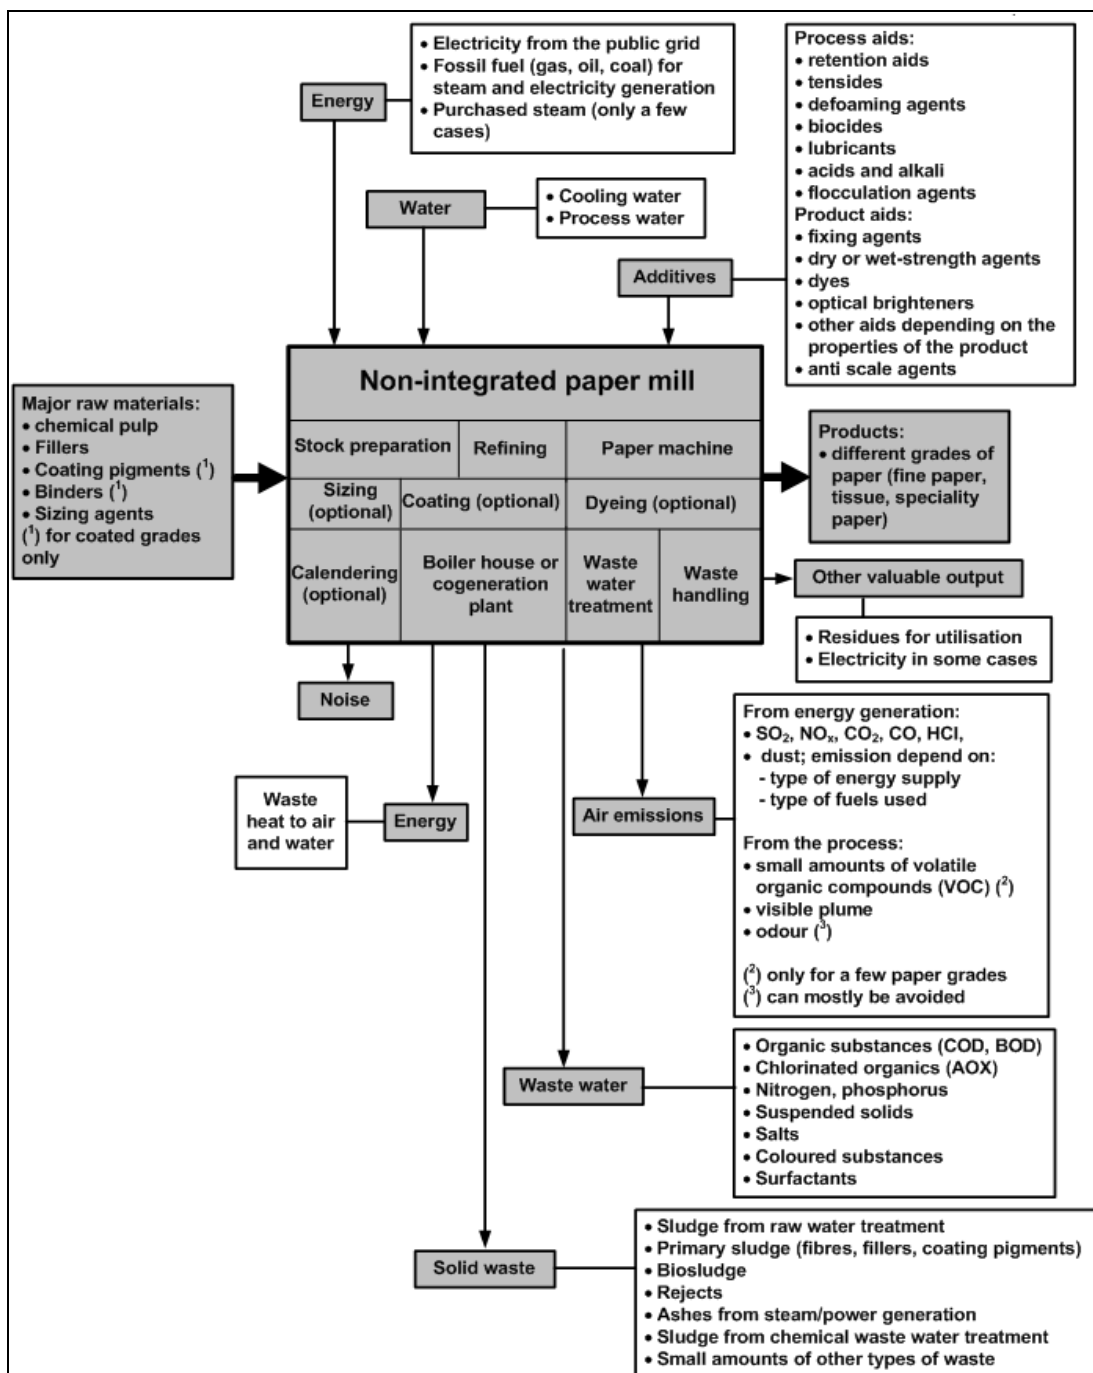 • Electricity from the public grid
• Fossil fuel (gas, oil, coal) for
steam and electricity generation
• Purchased steam (only a few
cases)
Energy
Process aids:
• retention aids
• tensides
• defoaming agents
• biocides
• lubricants
• acids and alkali
• flocculation agents
Product aids:
• fixing agents
• dry or wet-strength agents
• dyes
• optical brighteners
• other aids depending on the
properties of the product
• anti scale agents
Water
• Cooling water
• Process water
Additives
Non-integrated paper mill
Stock preparation
Refining
Paper machine
Sizing
(optional)
Coating (optional)
Dyeing (optional)
Calendering
(optional)
Boiler house or
cogeneration
plant
Waste
water
treatment
Waste
handling
Major raw materials:
• chemical pulp
• Fillers
• Coating pigments (¹)
• Binders (¹)
• Sizing agents
(¹) for coated grades
only
Products:
• different grades of
paper (fine paper,
tissue, speciality
paper)
Other valuable output
• Residues for utilisation
• Electricity in some cases
Noise
Waste
heat to air
and water
Energy
Air emissions
From energy generation:
• SO₂, NOₓ, CO₂, CO, HCl,
• dust; emission depend on:
- type of energy supply
- type of fuels used
From the process:
• small amounts of volatile
organic compounds (VOC) (²)
• visible plume
• odour (³)
(²) only for a few paper grades
(³) can mostly be avoided
Waste water
• Organic substances (COD, BOD)
• Chlorinated organics (AOX)
• Nitrogen, phosphorus
• Suspended solids
• Salts
• Coloured substances
• Surfactants
Solid waste
• Sludge from raw water treatment
• Primary sludge (fibres, fillers, coating pigments)
• Biosludge
• Rejects
• Ashes from steam/power generation
• Sludge from chemical waste water treatment
• Small amounts of other types of waste